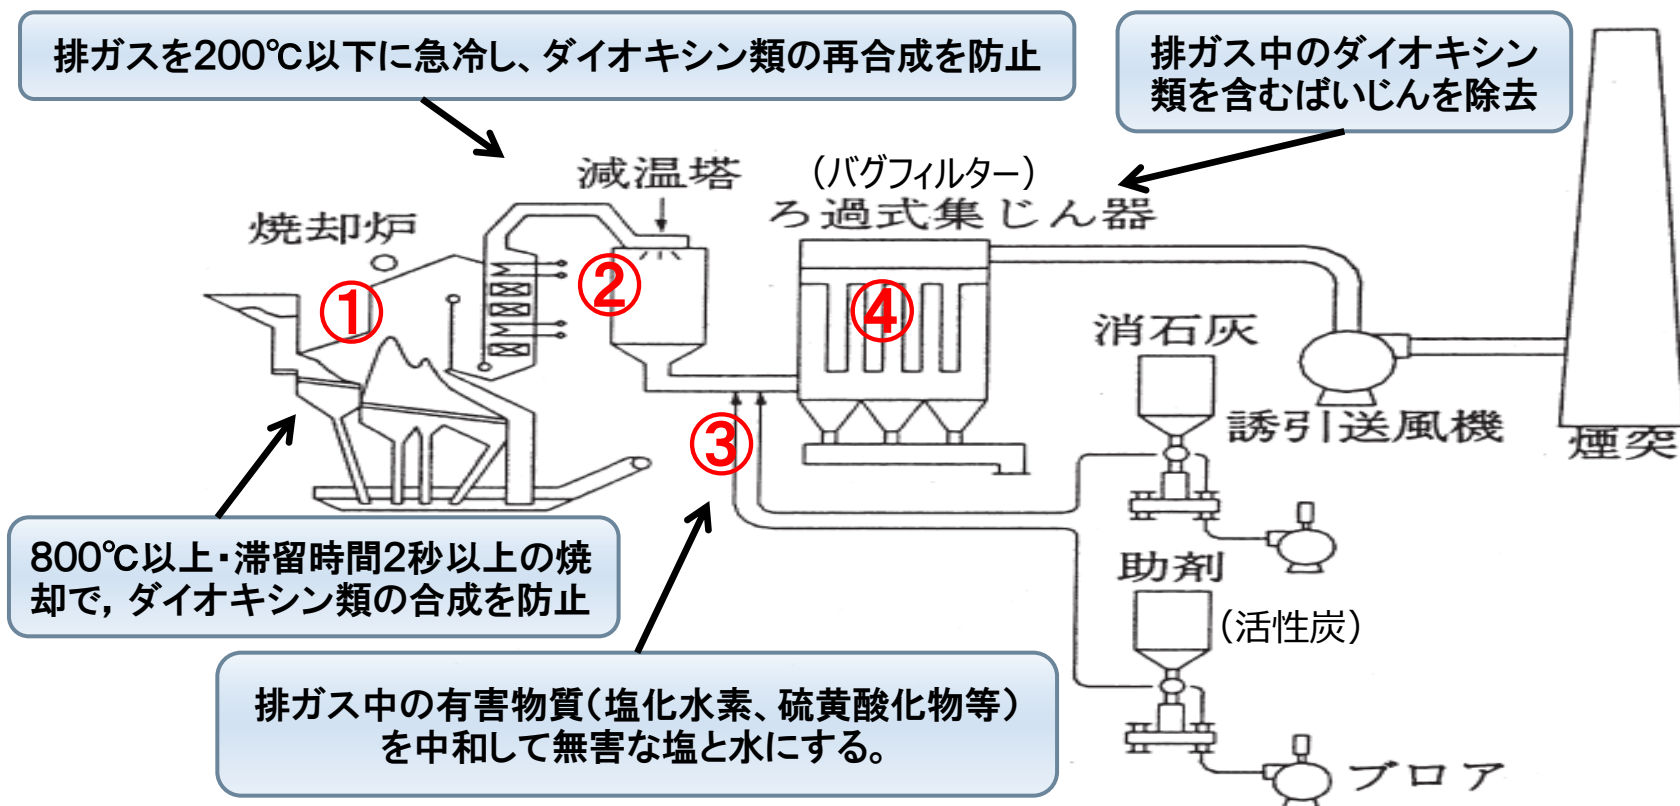 排ガスを200℃以下に急冷し、ダイオキシン類の再合成を防止
排ガス中のダイオキシン
類を含むばいじんを除去
減温塔
(バグフィルター)
ろ過式集じん器
焼却炉
①
②
④
消石灰
③
誘引送風機
煙突
800℃以上・滞留時間2秒以上の焼
却で，ダイオキシン類の合成を防止
助剤
(活性炭)
排ガス中の有害物質(塩化水素、硫黄酸化物等)
を中和して無害な塩と水にする。
ブロア